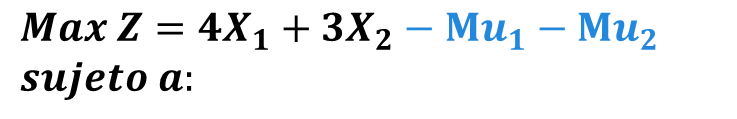 Max Z = 4X₁ + 3X₂ − Mu₁ − Mu₂
sujeto a: